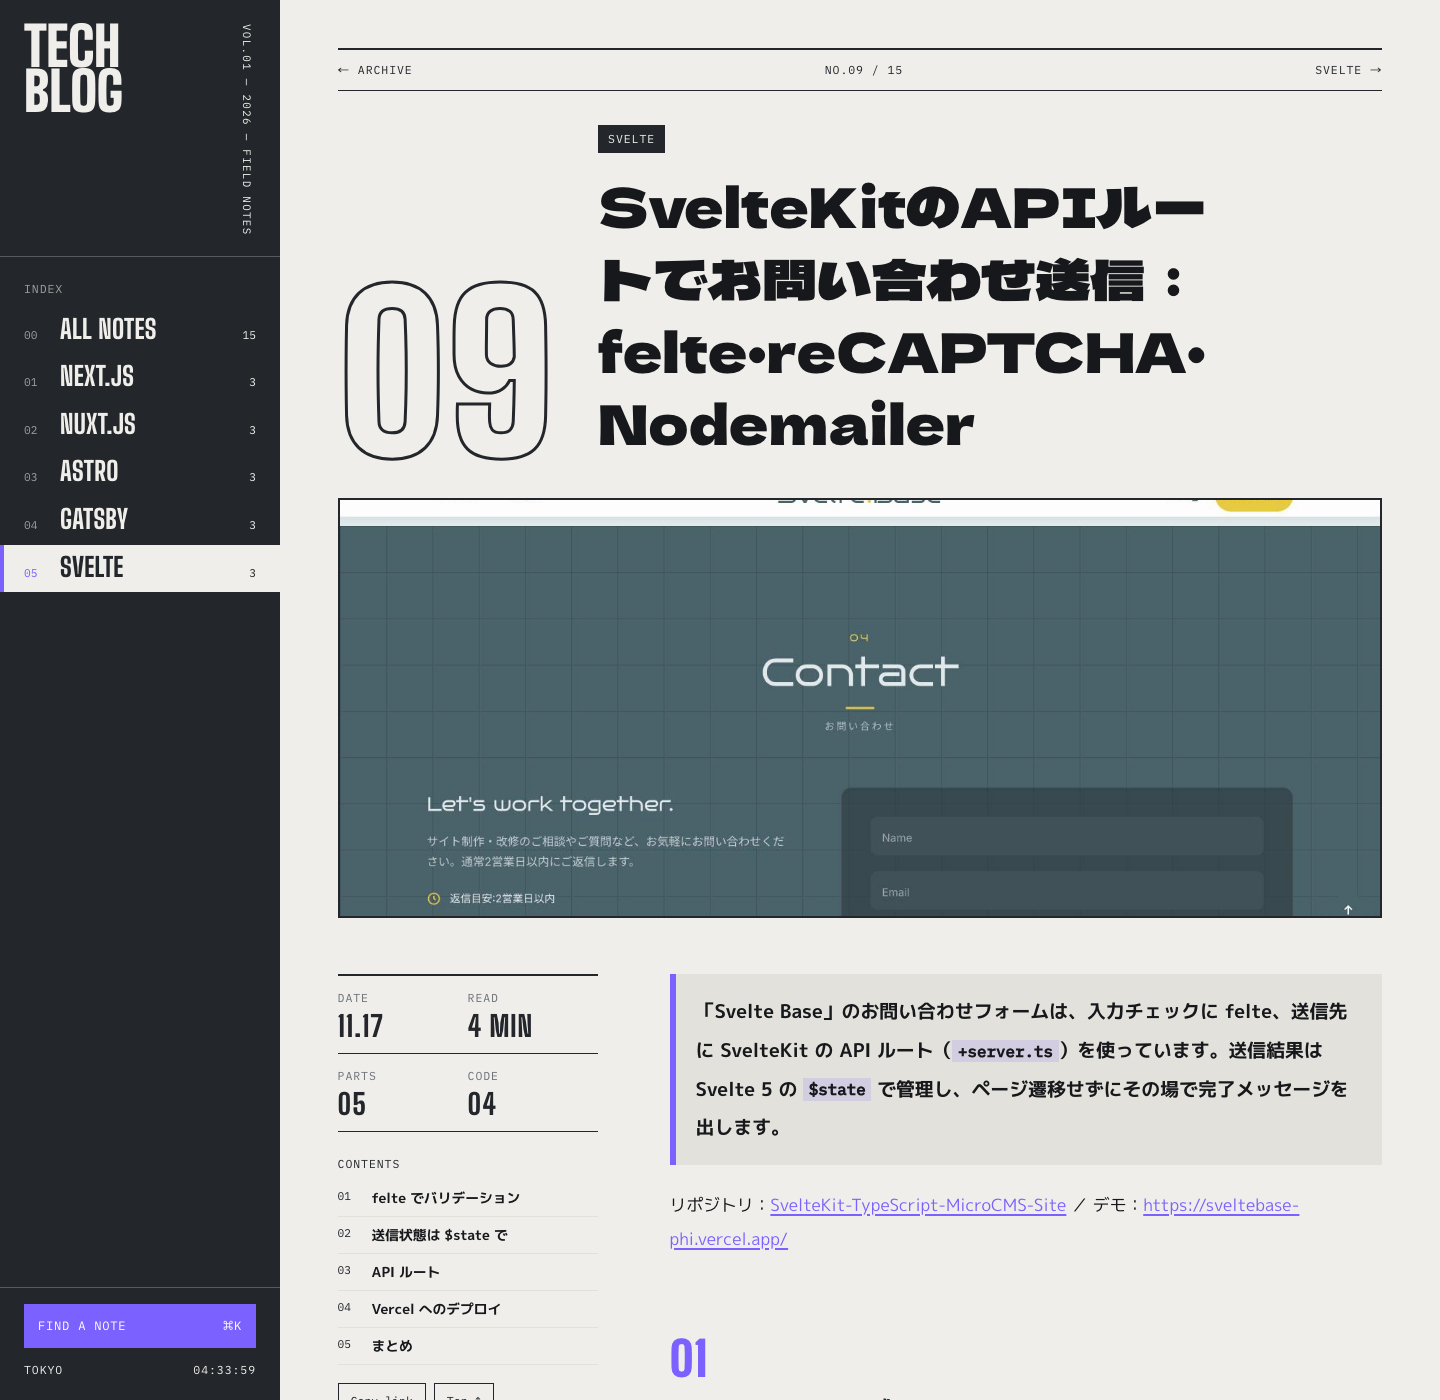 TECH
BLOG
VOL.01 — 2026 — FIELD NOTES
INDEX
00 ALL NOTES 15
01 NEXT.JS 3
02 NUXT.JS 3
03 ASTRO 3
04 GATSBY 3
05 SVELTE 3
FIND A NOTE ⌘K
TOKYO 04:33:59
← ARCHIVE NO.09 / 15 SVELTE →
SVELTE
09
SvelteKitのAPIルー
トでお問い合わせ送信：
felte・reCAPTCHA・
Nodemailer
04
Contact
お問い合わせ
Let's work together.
サイト制作・改修のご相談やご質問など、お気軽にお問い合わせくだ
さい。通常2営業日以内にご返信します。
返信目安:2営業日以内
Name
Email
↑
DATE READ
11.17 4 MIN
PARTS CODE
05 04
CONTENTS
01 felte でバリデーション
02 送信状態は $state で
03 API ルート
04 Vercel へのデプロイ
05 まとめ
Copy link Top ↑
「Svelte Base」のお問い合わせフォームは、入力チェックに felte、送信先
に SvelteKit の API ルート（+server.ts）を使っています。送信結果は
Svelte 5 の $state で管理し、ページ遷移せずにその場で完了メッセージを
出します。
リポジトリ：SvelteKit-TypeScript-MicroCMS-Site ／ デモ：https://sveltebase-
phi.vercel.app/
01